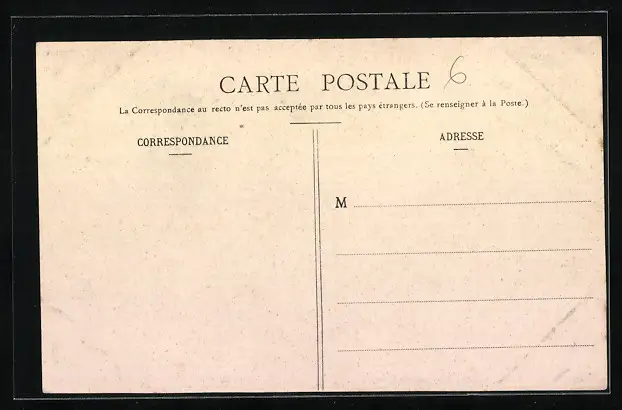 CARTE POSTALE 6
La Correspondance au recto n'est pas acceptée par tous les pays étrangers. (Se renseigner à la Poste.)
CORRESPONDANCE
ADRESSE
M